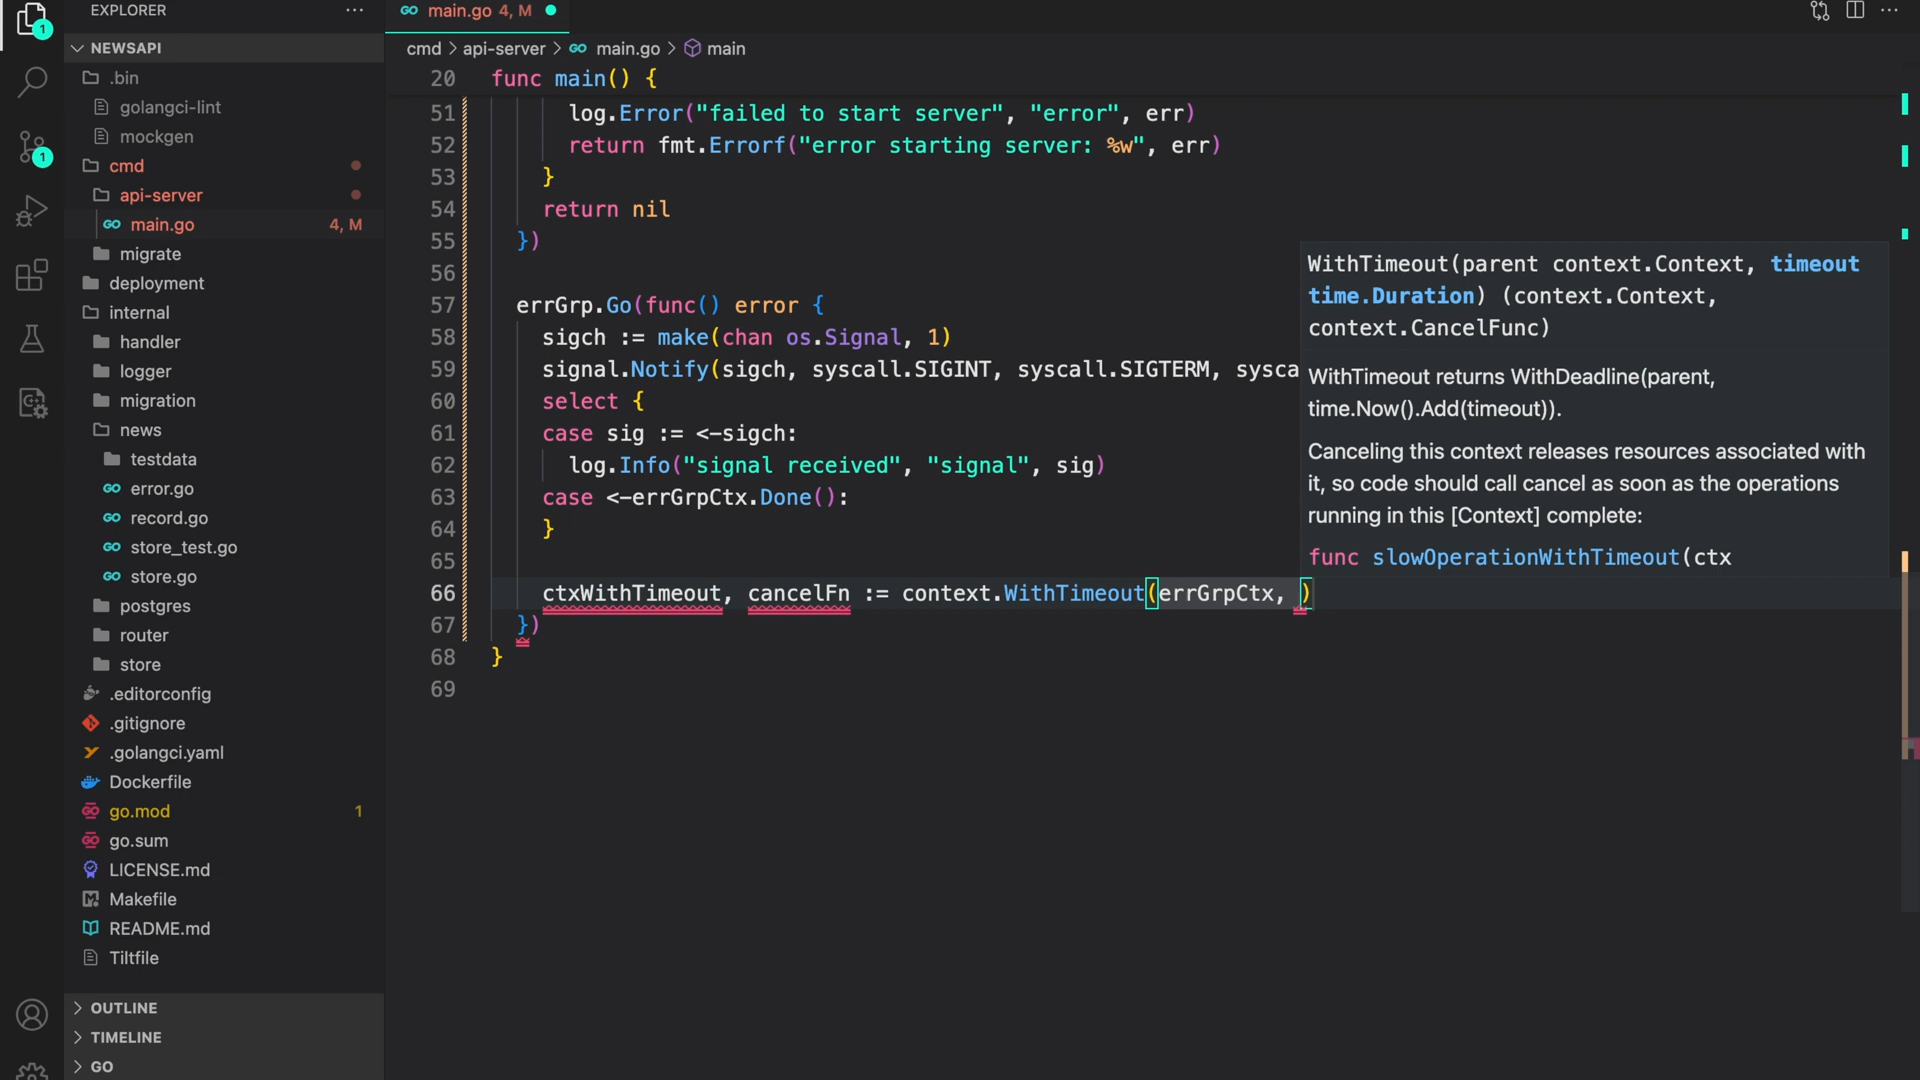 EXPLORER
1
NEWSAPI
.bin
golangci-lint
mockgen
cmd
api-server
main.go 4, M
migrate
deployment
internal
handler
logger
migration
news
testdata
error.go
record.go
store_test.go
store.go
postgres
router
store
.editorconfig
.gitignore
.golangci.yaml
Dockerfile
go.mod 1
go.sum
LICENSE.md
Makefile
README.md
Tiltfile
OUTLINE
TIMELINE
GO
1
main.go 4, M
cmd > api-server > main.go > main
20 func main() {
51 log.Error("failed to start server", "error", err)
52 return fmt.Errorf("error starting server: %w", err)
53 }
54 return nil
55 })
56
57 errGrp.Go(func() error {
58 sigch := make(chan os.Signal, 1)
59 signal.Notify(sigch, syscall.SIGINT, syscall.SIGTERM, sysca
60 select {
61 case sig := <-sigch:
62 log.Info("signal received", "signal", sig)
63 case <-errGrpCtx.Done():
64 }
65
66 ctxWithTimeout, cancelFn := context.WithTimeout(errGrpCtx, )
67 })
68 }
69
WithTimeout(parent context.Context, timeout
time.Duration) (context.Context,
context.CancelFunc)
WithTimeout returns WithDeadline(parent,
time.Now().Add(timeout)).
Canceling this context releases resources associated with
it, so code should call cancel as soon as the operations
running in this [Context] complete:
func slowOperationWithTimeout(ctx